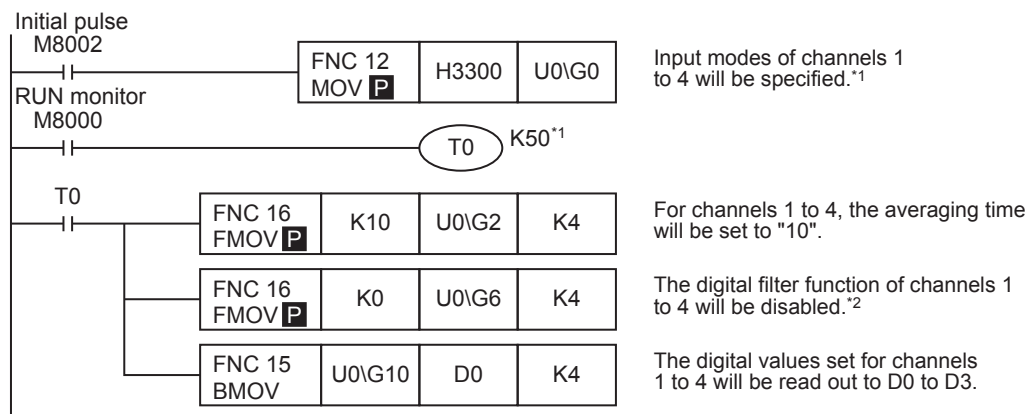 Initial pulse
M8002
FNC 12
MOV P
H3300
U0\G0
Input modes of channels 1
to 4 will be specified.*1
RUN monitor
M8000
T0
K50*1
T0
FNC 16
FMOV P
K10
U0\G2
K4
For channels 1 to 4, the averaging time
will be set to "10".
FNC 16
FMOV P
K0
U0\G6
K4
The digital filter function of channels 1
to 4 will be disabled.*2
FNC 15
BMOV
U0\G10
D0
K4
The digital values set for channels
1 to 4 will be read out to D0 to D3.